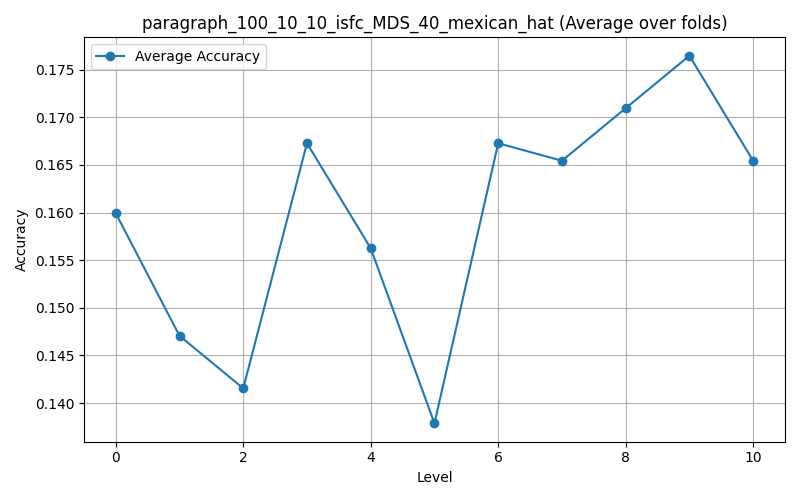 paragraph_100_10_10_isfc_MDS_40_mexican_hat (Average over folds)
Average Accuracy
0.175
0.170
0.165
0.160
0.155
0.150
0.145
0.140
Accuracy
0 2 4 6 8 10
Level